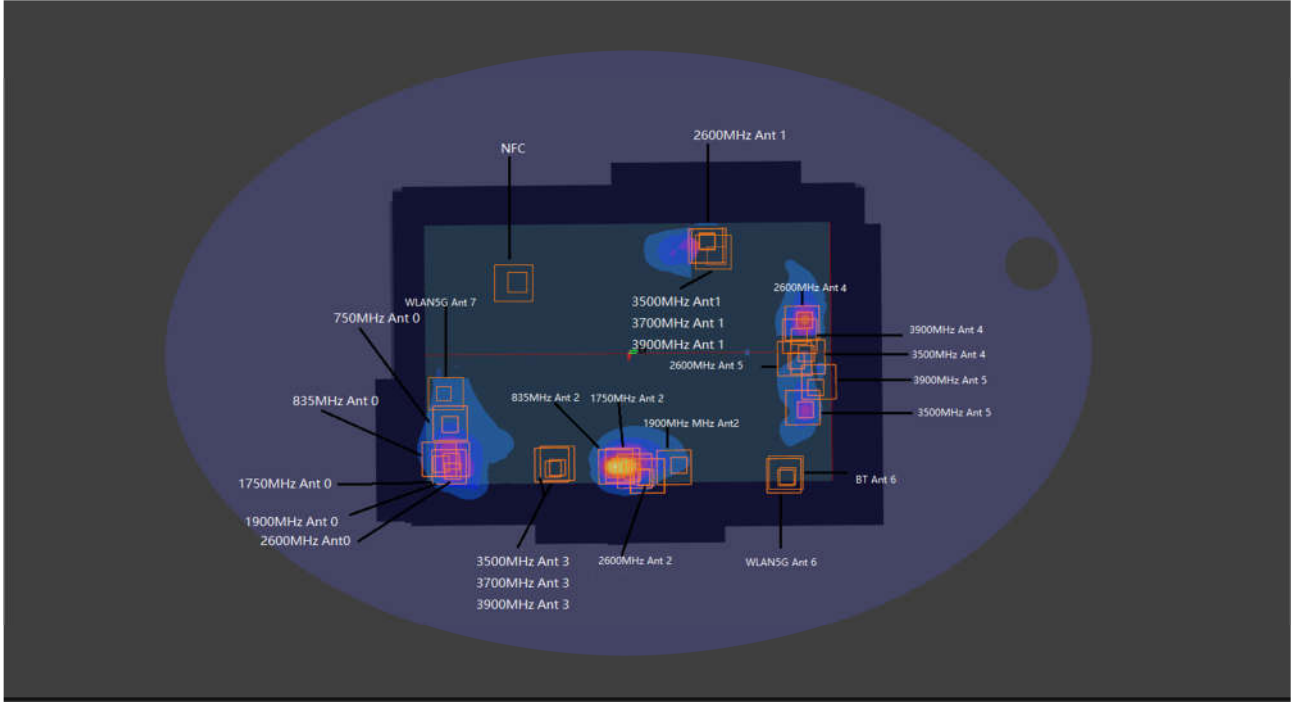 2600MHz Ant 1
NFC
2600MHz Ant 4
WLAN5G Ant 7
3500MHz Ant1
750MHz Ant 0
3700MHz Ant 1
3900MHz Ant 4
3900MHz Ant 1
3500MHz Ant 4
2600MHz Ant 5
3900MHz Ant 5
835MHz Ant 0
835MHz Ant 2
1750MHz Ant 2
3500MHz Ant 5
1900MHz MHz Ant2
1750MHz Ant 0
BT Ant 6
1900MHz Ant 0
2600MHz Ant0
3500MHz Ant 3
2600MHz Ant 2
WLAN5G Ant 6
3700MHz Ant 3
3900MHz Ant 3